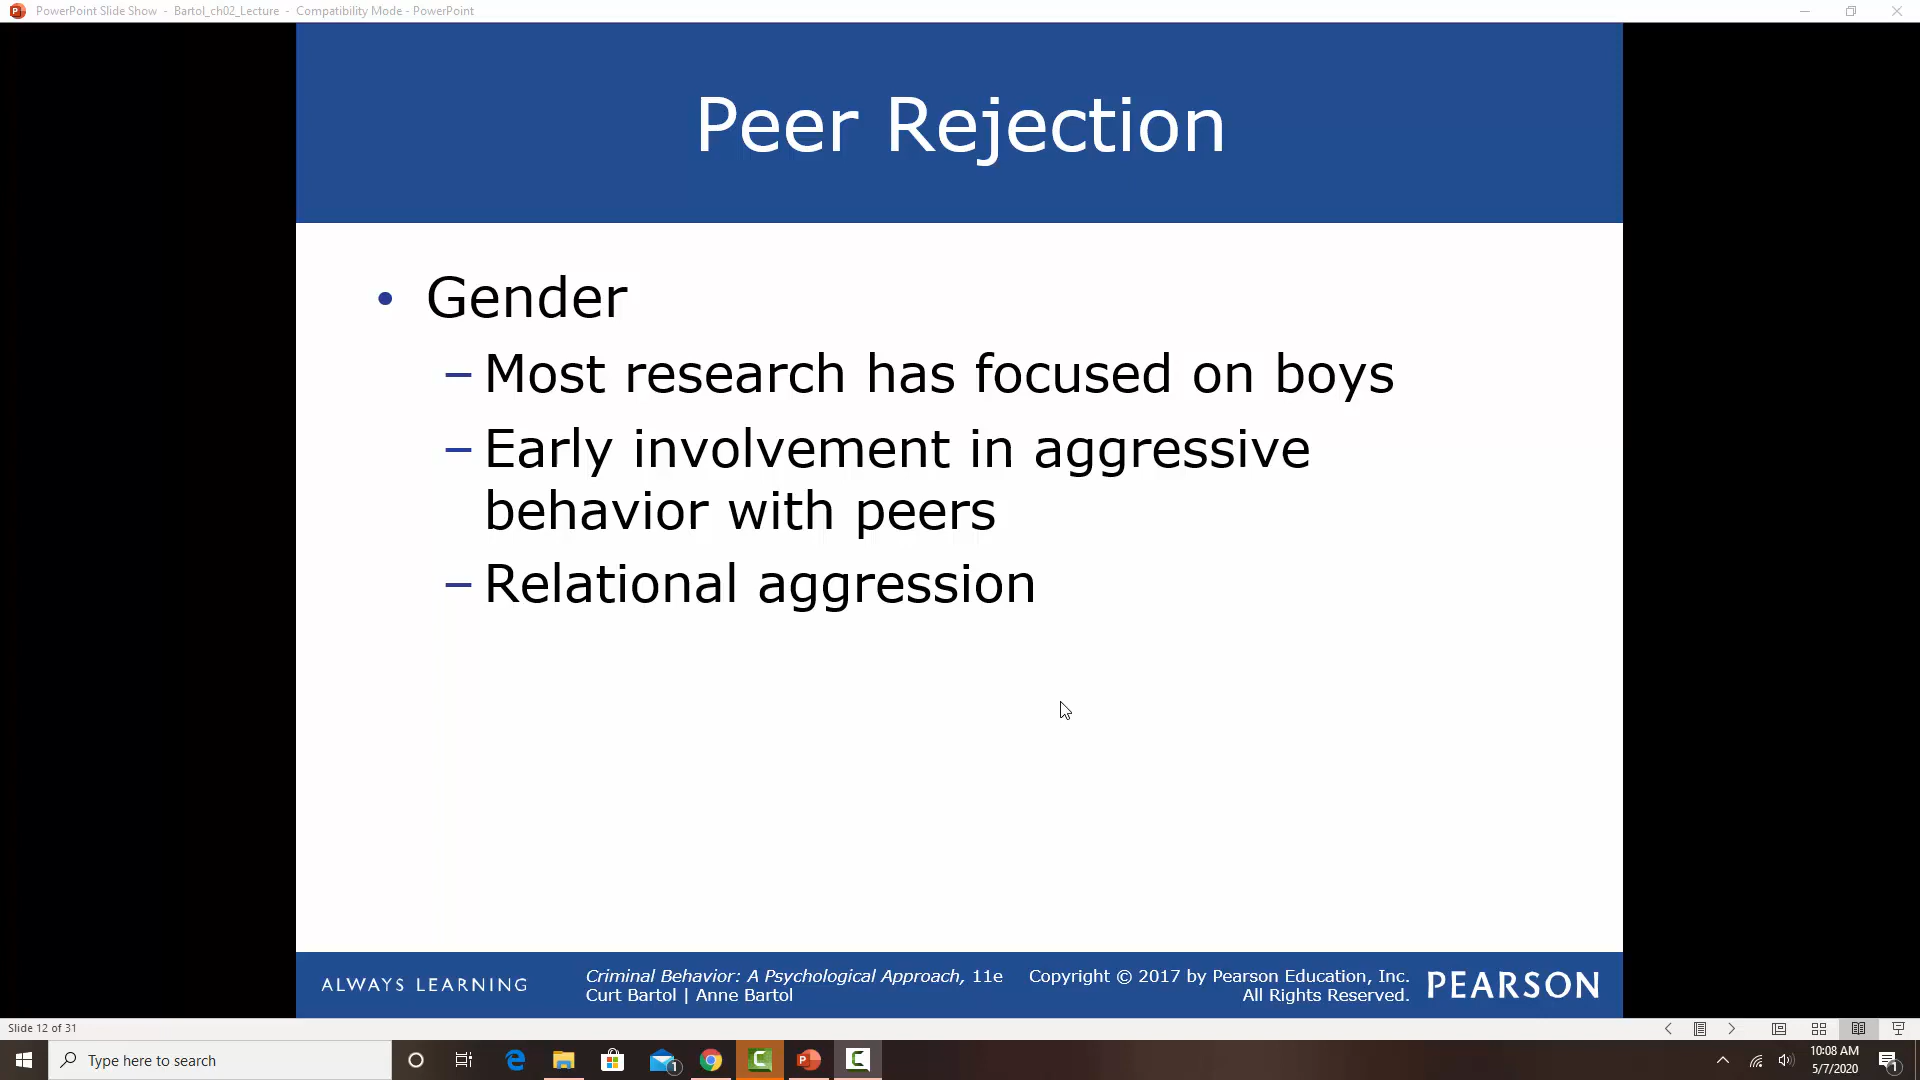 PowerPoint Slide Show - Bartol_ch02_Lecture - Compatibility Mode - PowerPoint
Peer Rejection
• Gender
– Most research has focused on boys
– Early involvement in aggressive
behavior with peers
– Relational aggression
ALWAYS LEARNING
Criminal Behavior: A Psychological Approach, 11e
Curt Bartol | Anne Bartol
Copyright © 2017 by Pearson Education, Inc.
All Rights Reserved.
PEARSON
Slide 12 of 31
Type here to search
1
10:08 AM
5/7/2020
1